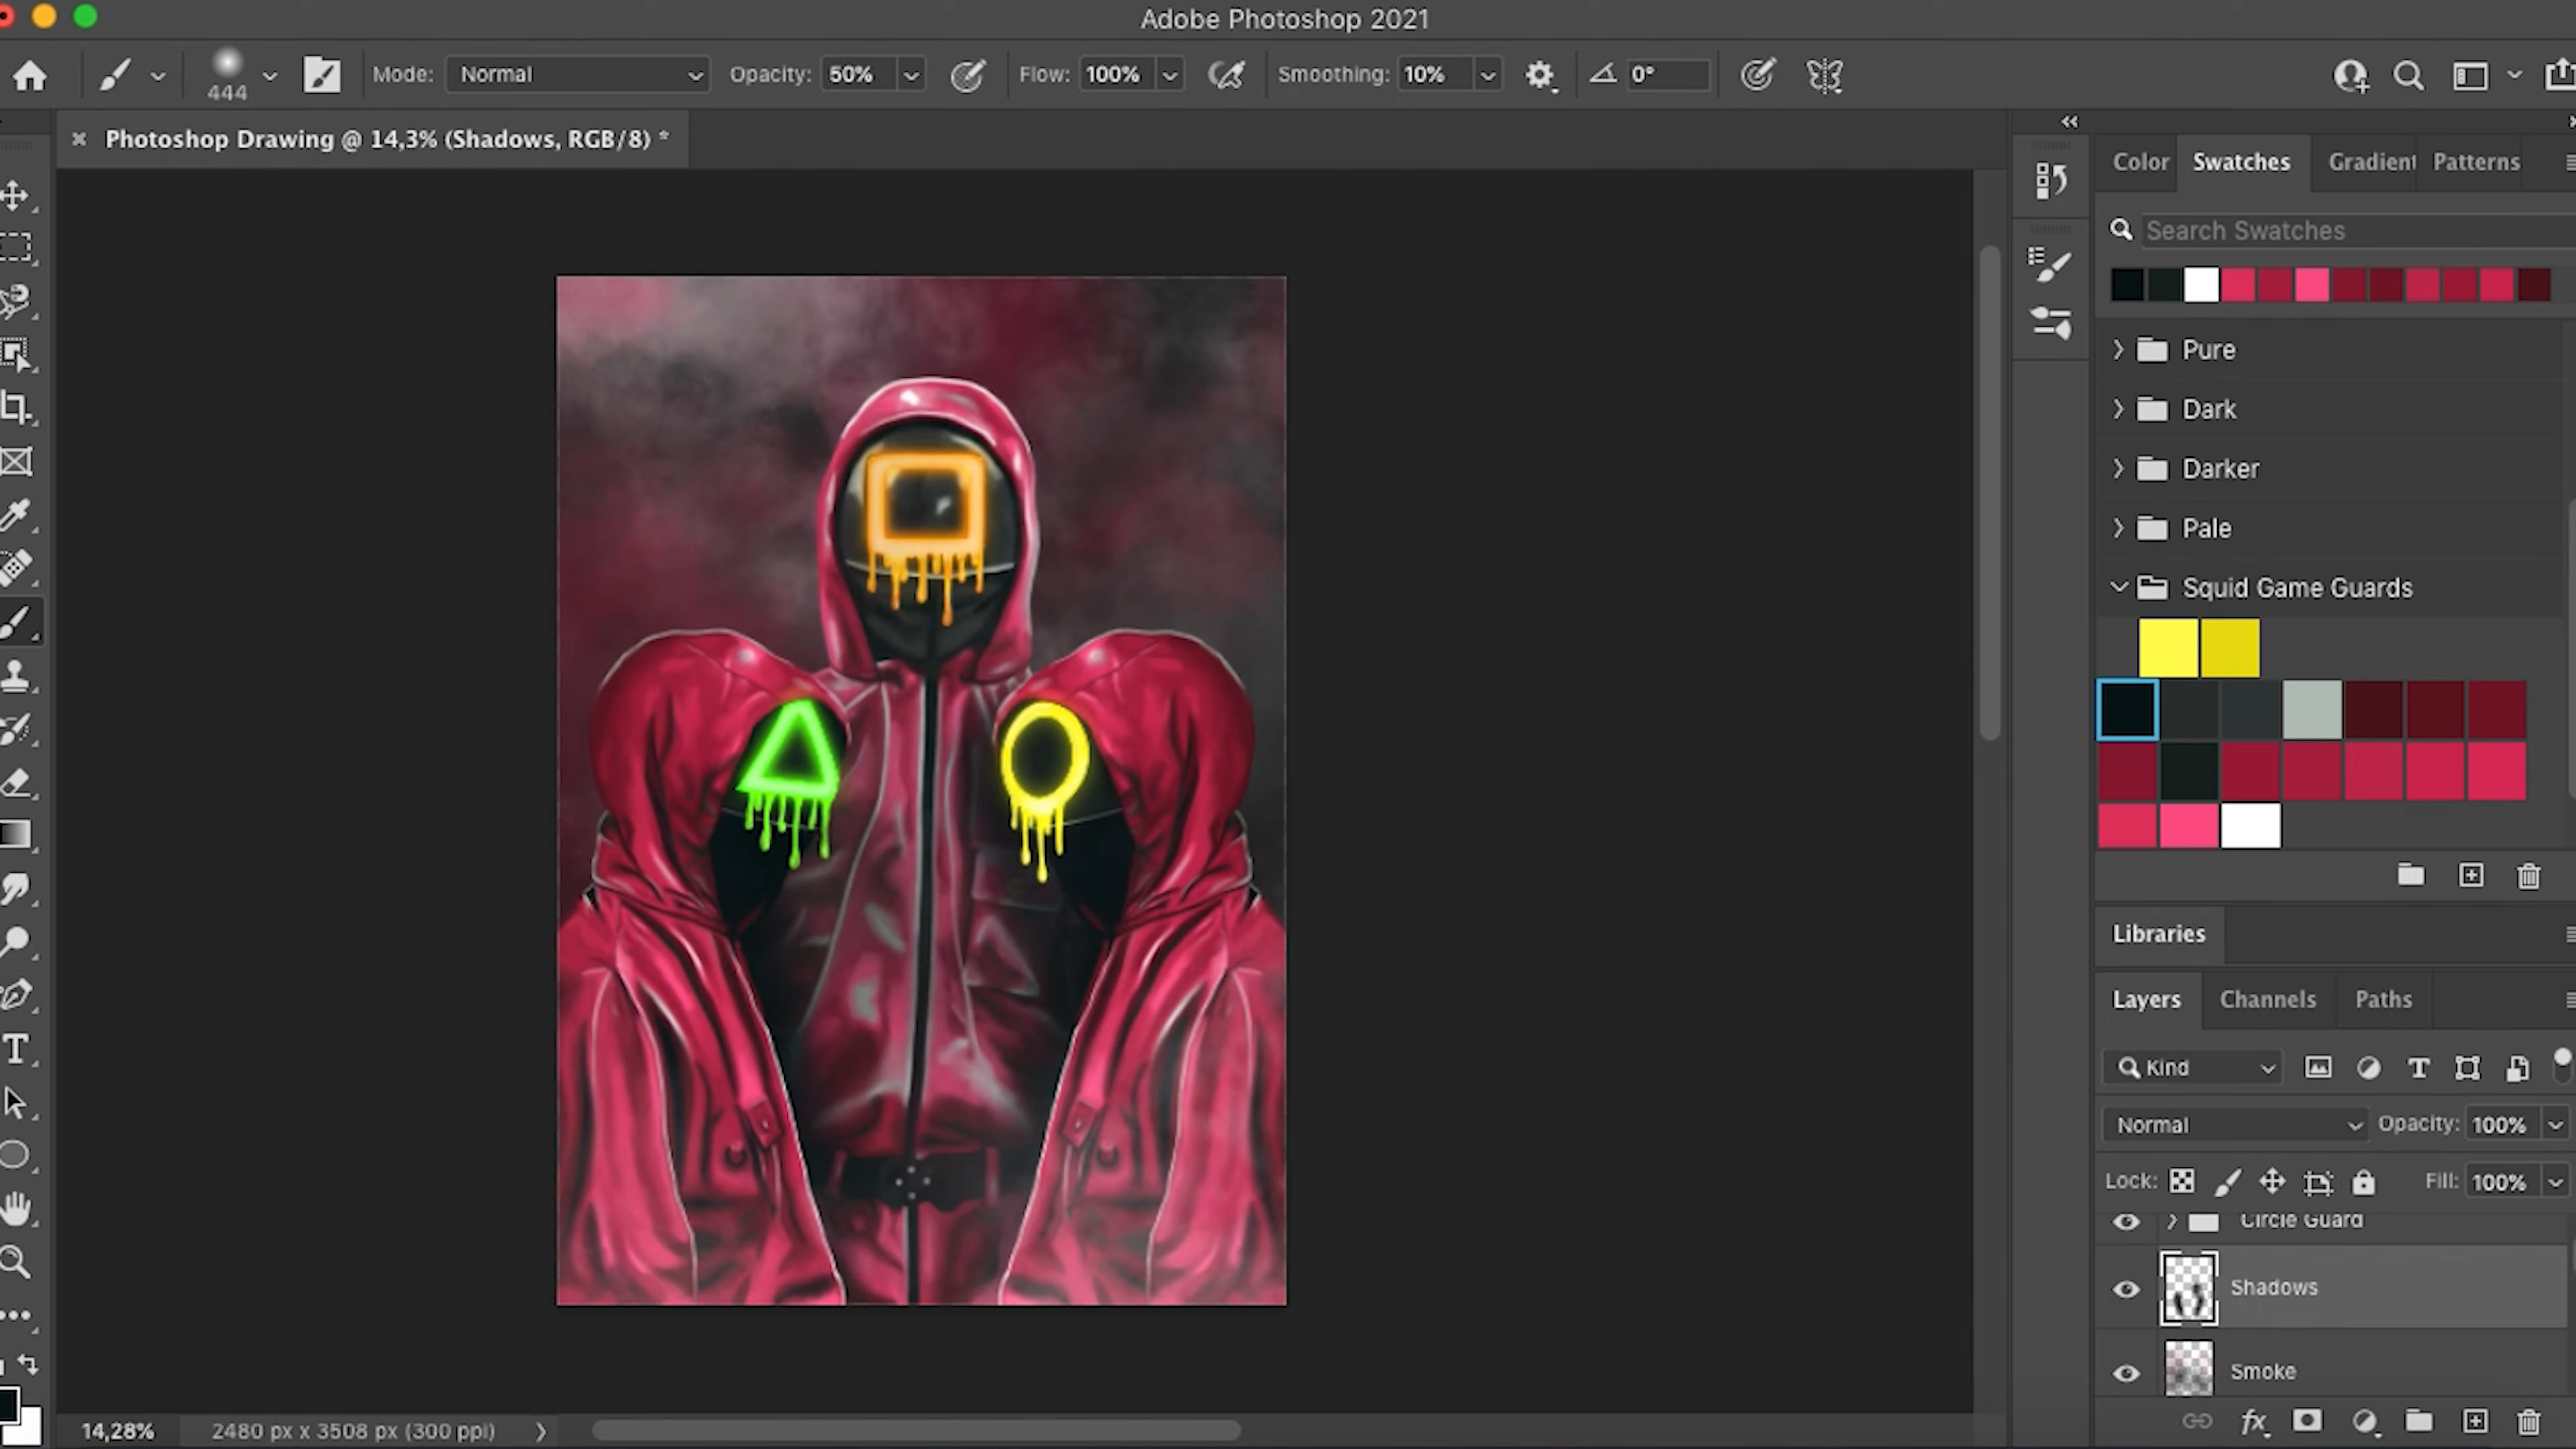 Adobe Photoshop 2021
444 Mode: Normal Opacity: 50% Flow: 100% Smoothing: 10% 0°
Photoshop Drawing @ 14,3% (Shadows, RGB/8) *
Color Swatches Gradient Patterns
Search Swatches
Pure
Dark
Darker
Pale
Squid Game Guards
Libraries
Layers Channels Paths
Kind
Normal Opacity: 100%
Lock: Fill: 100%
Circle Guard
Shadows
Smoke
fx
14,28% 2480 px x 3508 px (300 ppi)